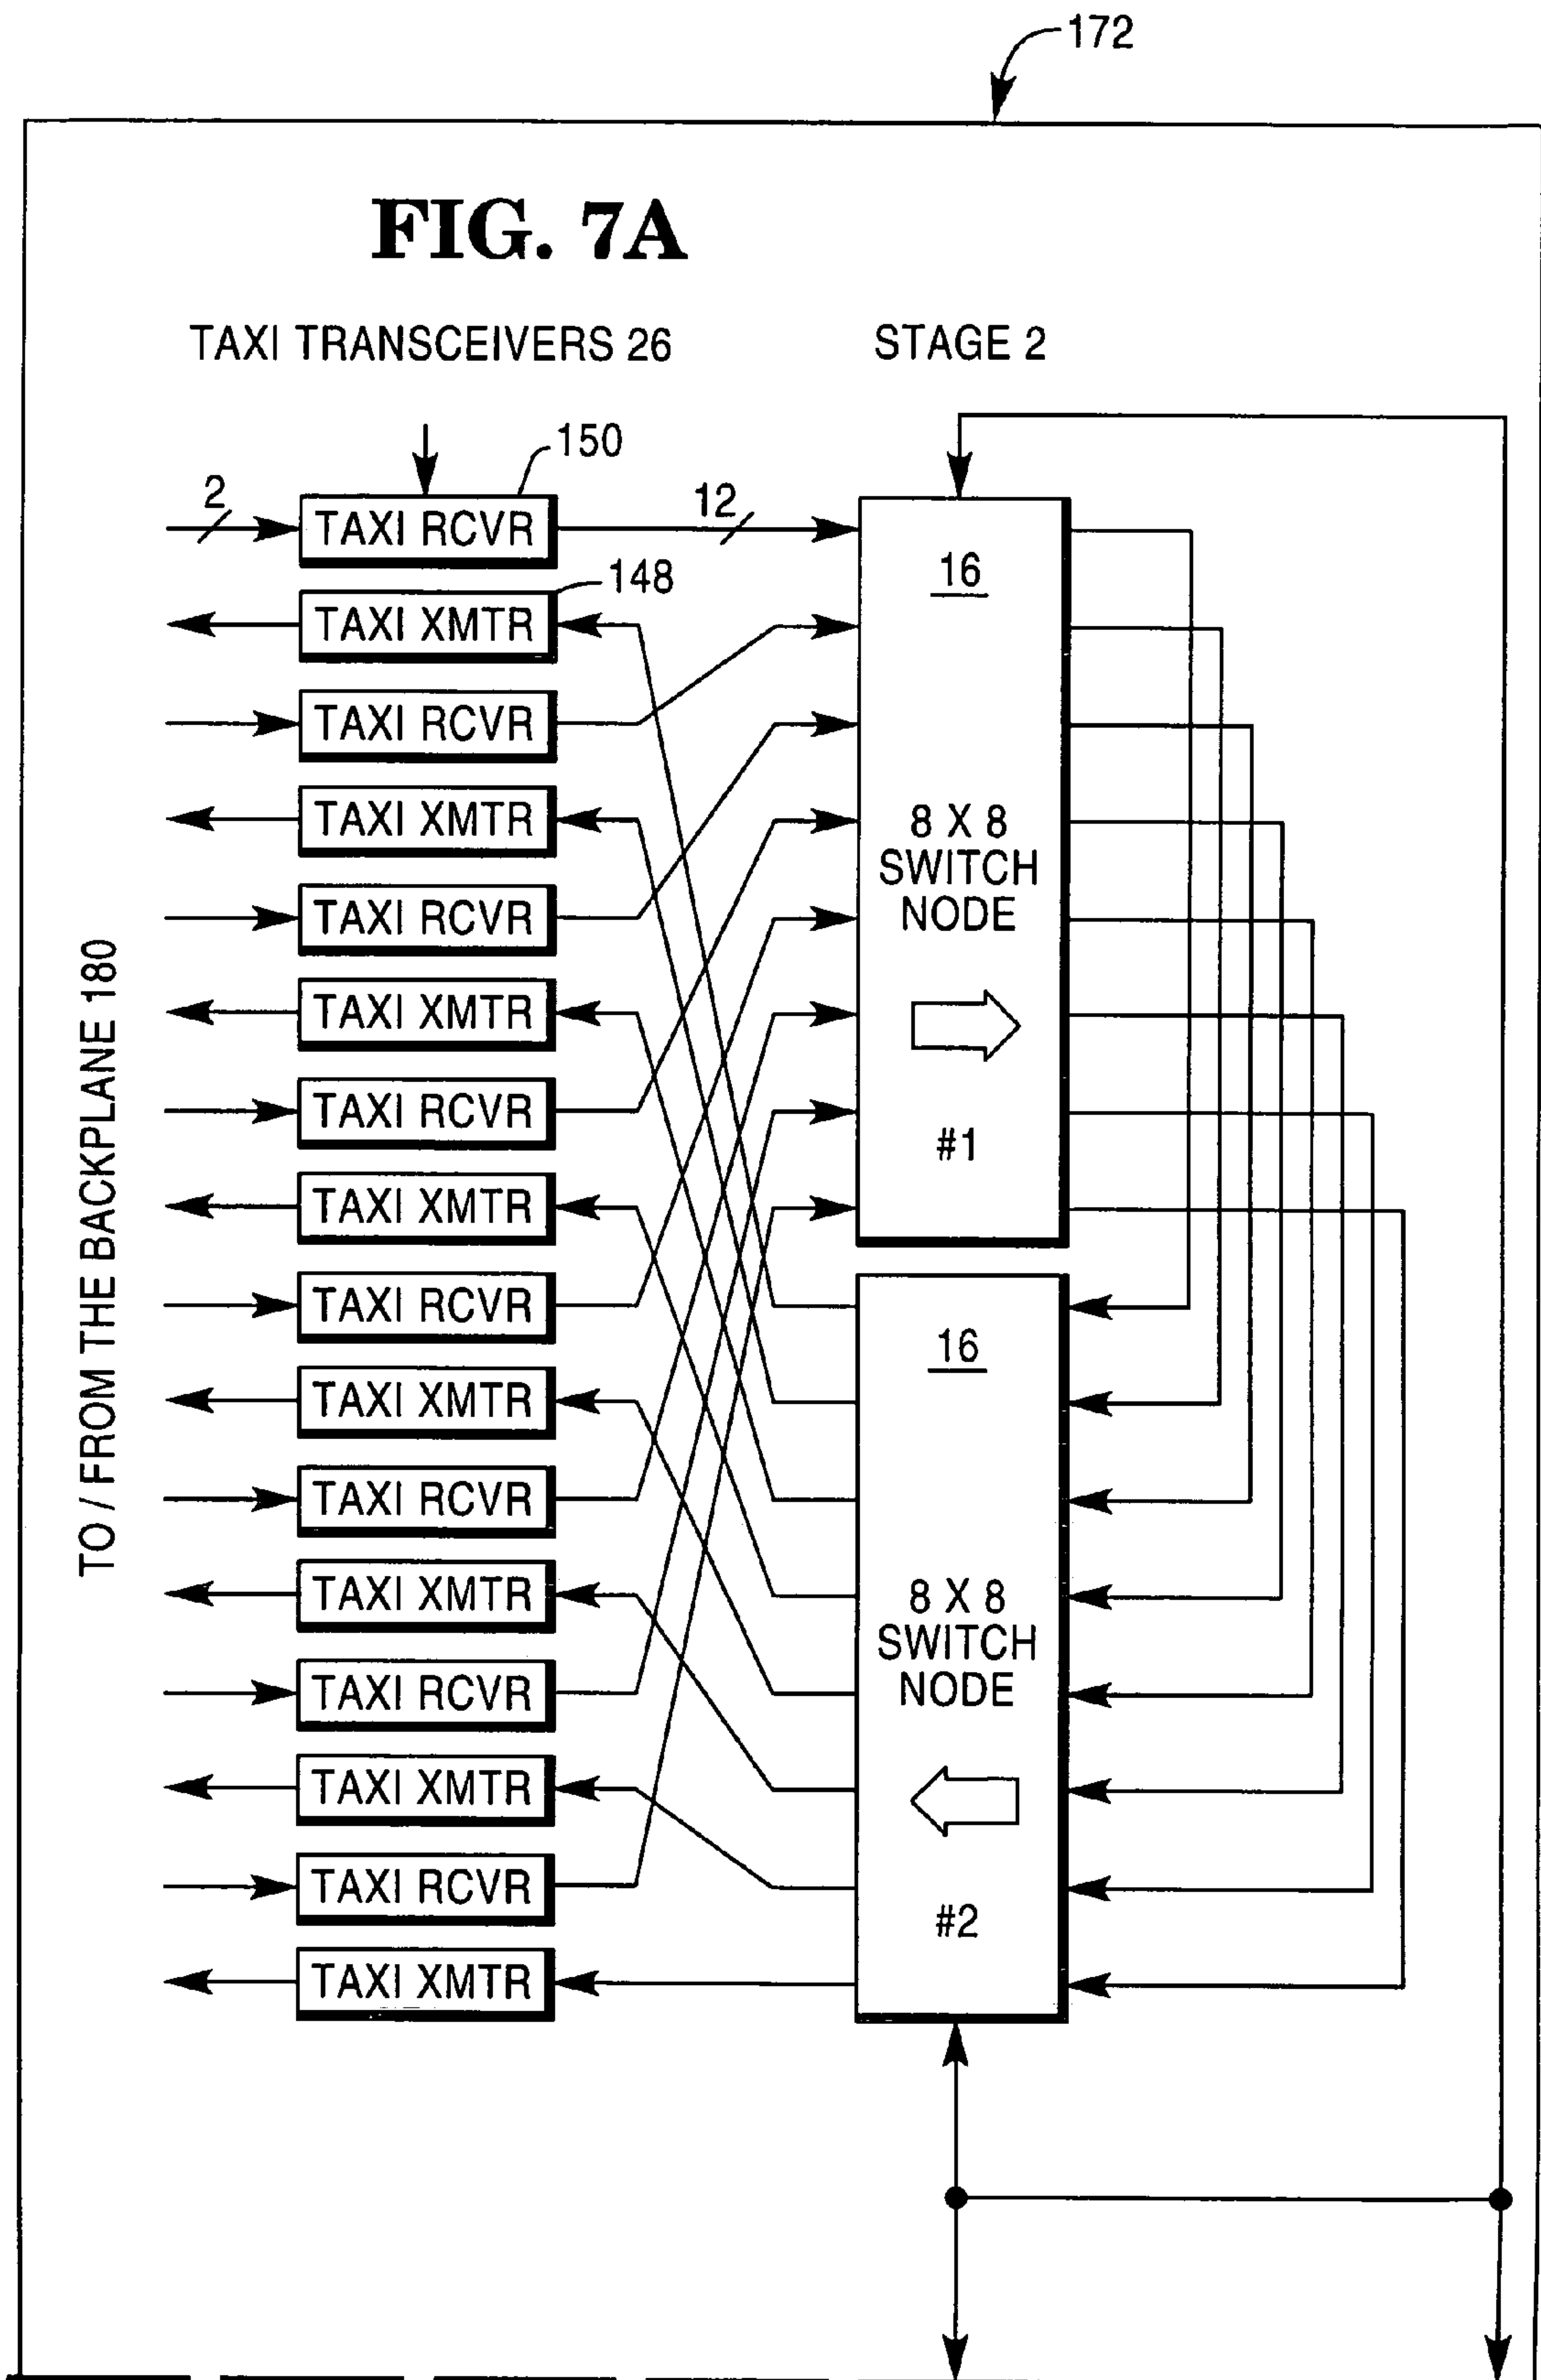 172
FIG. 7A
TAXI TRANSCEIVERS 26
STAGE 2
150
2
12
TAXI RCVR
148
TAXI XMTR
TAXI RCVR
TAXI XMTR
TAXI RCVR
TAXI XMTR
TAXI RCVR
TAXI XMTR
TAXI RCVR
TAXI XMTR
TAXI RCVR
TAXI XMTR
TAXI RCVR
TAXI XMTR
TAXI RCVR
TAXI XMTR
TO / FROM THE BACKPLANE 180
16
8 X 8
SWITCH
NODE
#1
16
8 X 8
SWITCH
NODE
#2